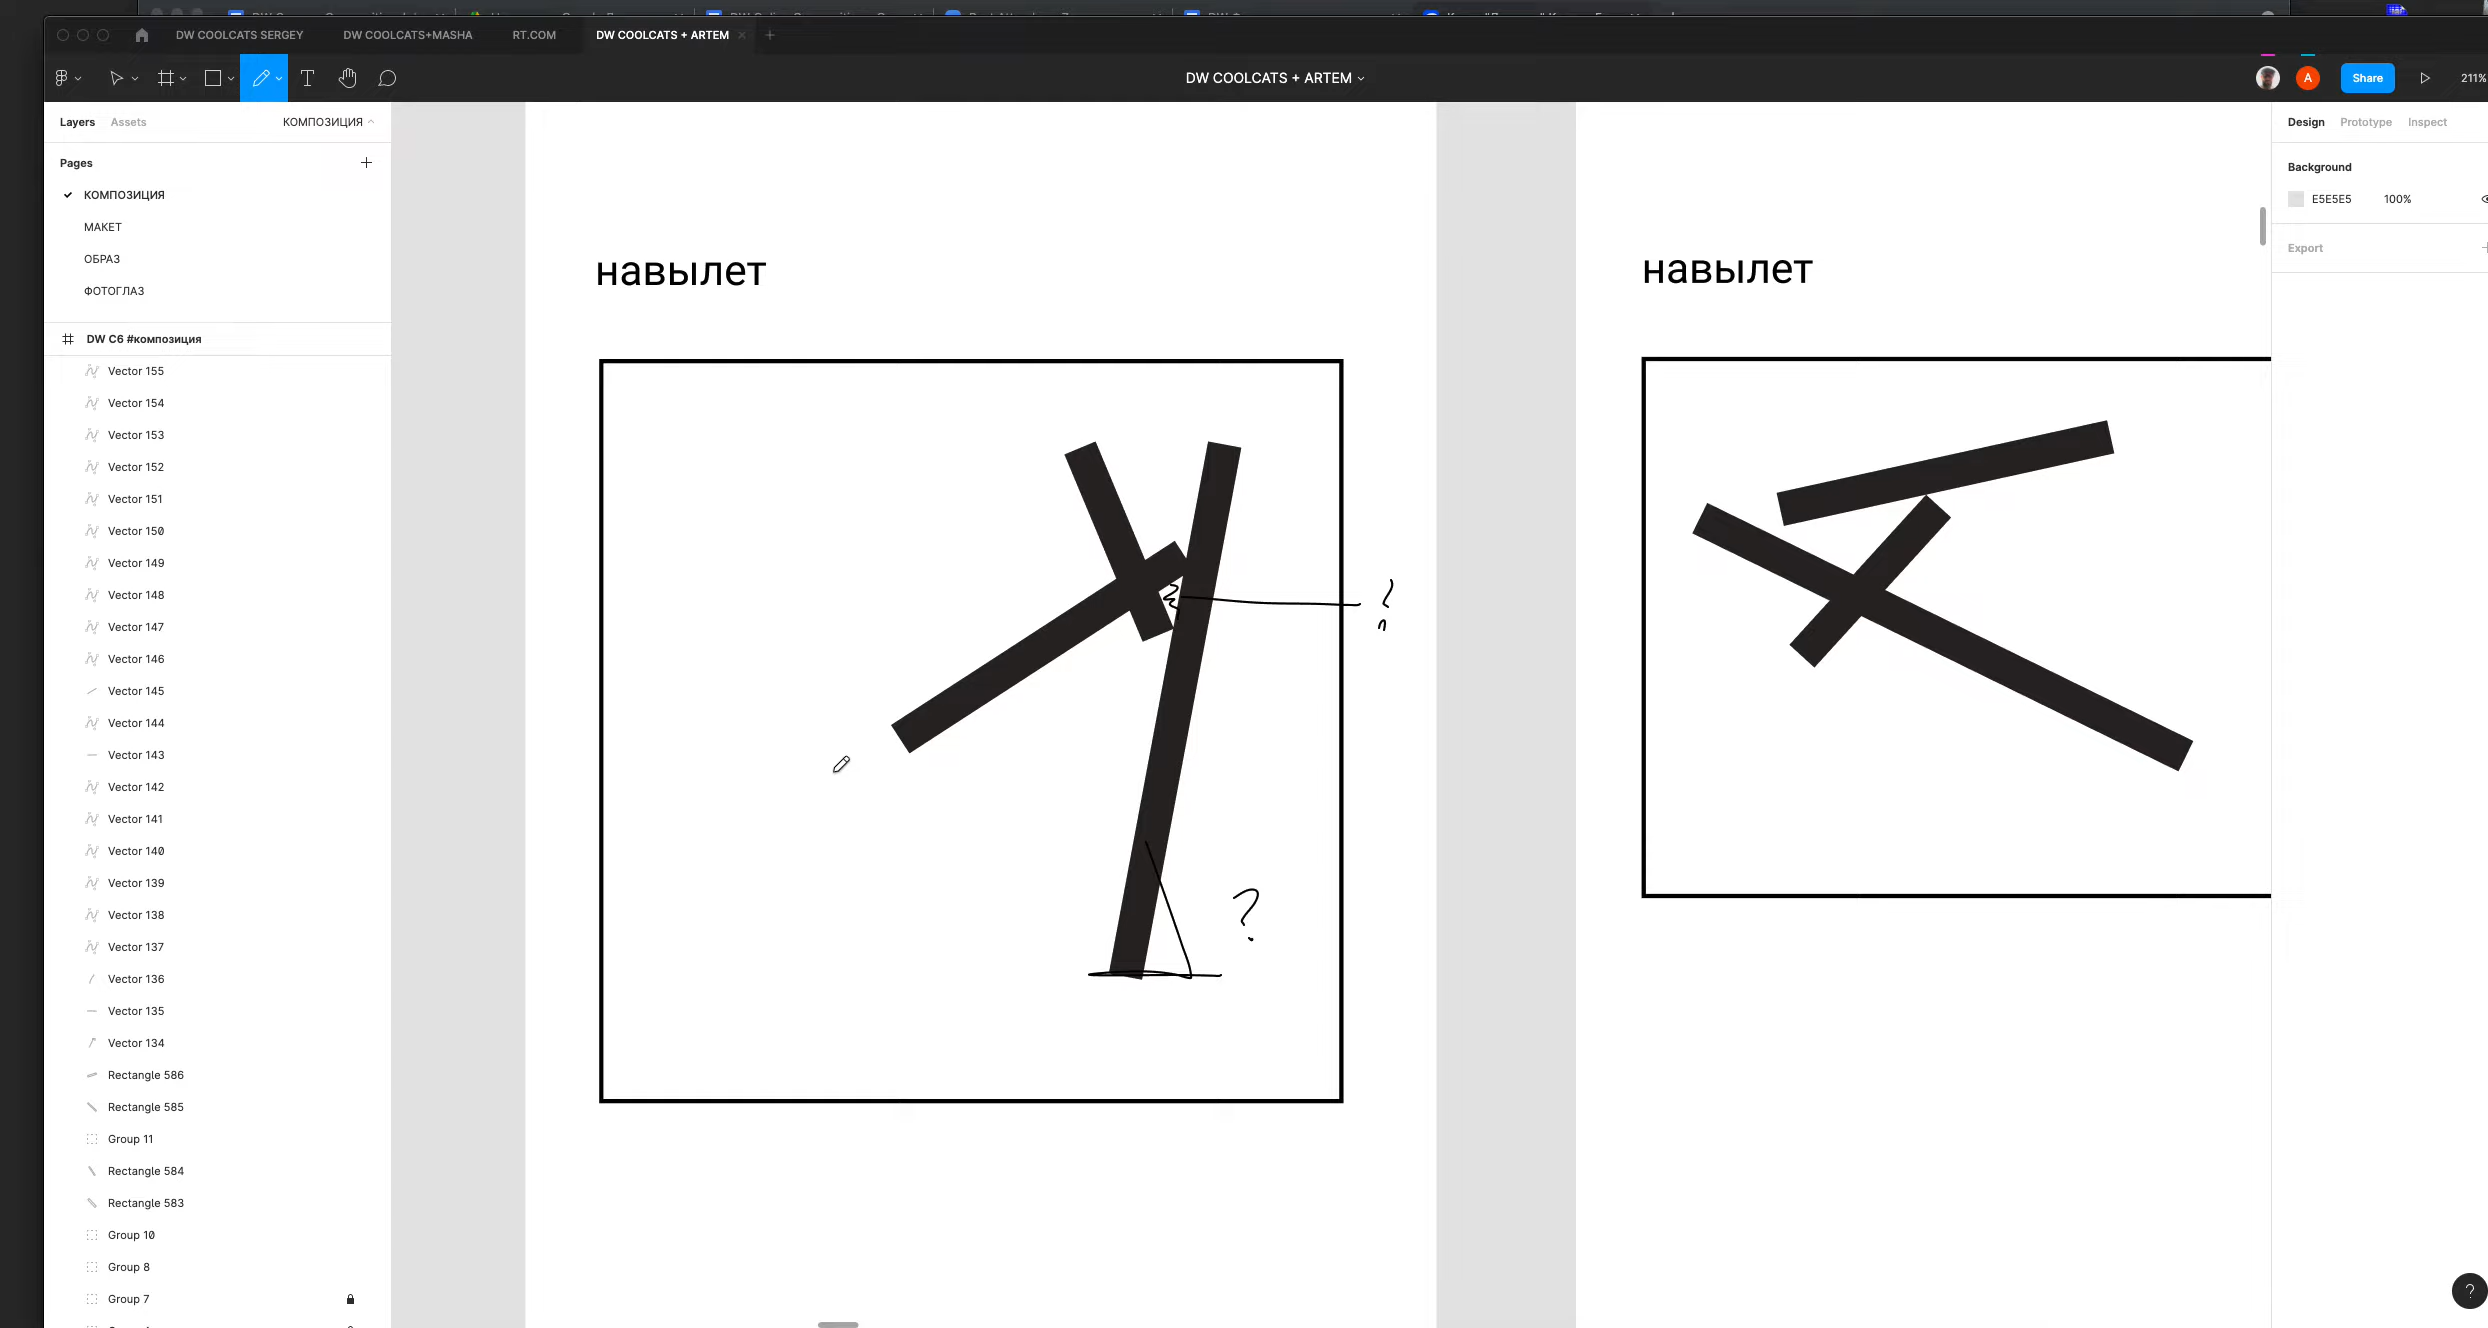 DW COOLCATS SERGEY
DW COOLCATS+MASHA
RT.COM
DW COOLCATS + ARTEM
DW COOLCATS + ARTEM
A
Share
211%
Layers
Assets
КОМПОЗИЦИЯ
Pages
КОМПОЗИЦИЯ
МАКЕТ
ОБРАЗ
ФОТОГЛАЗ
DW C6 #композиция
Vector 155
Vector 154
Vector 153
Vector 152
Vector 151
Vector 150
Vector 149
Vector 148
Vector 147
Vector 146
Vector 145
Vector 144
Vector 143
Vector 142
Vector 141
Vector 140
Vector 139
Vector 138
Vector 137
Vector 136
Vector 135
Vector 134
Rectangle 586
Rectangle 585
Group 11
Rectangle 584
Rectangle 583
Group 10
Group 8
Group 7
навылет
?
?
навылет
Design
Prototype
Inspect
Background
E5E5E5
100%
Export
?